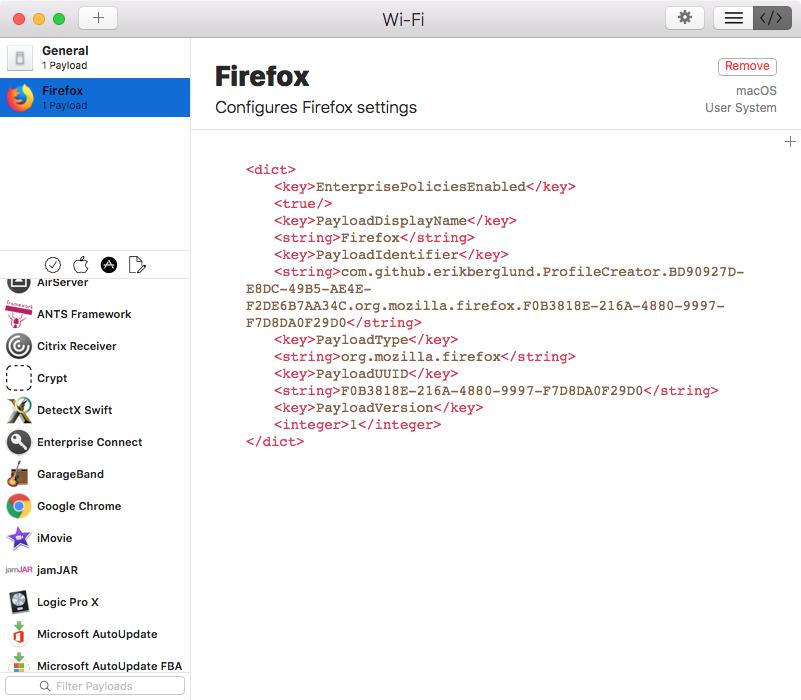 Wi-Fi
General
1 Payload
Firefox
1 Payload
AirServer
framework
ANTS Framework
Citrix Receiver
Crypt
DetectX Swift
Enterprise Connect
GarageBand
Google Chrome
iMovie
jamJAR jamJAR
Logic Pro X
Microsoft AutoUpdate
Microsoft AutoUpdate FBA
Filter Payloads
Firefox
Configures Firefox settings
Remove
macOS
User System
<dict>
<key>EnterprisePoliciesEnabled</key>
<true/>
<key>PayloadDisplayName</key>
<string>Firefox</string>
<key>PayloadIdentifier</key>
<string>com.github.erikberglund.ProfileCreator.BD90927D-
E8DC-49B5-AE4E-
F2DE6B7AA34C.org.mozilla.firefox.F0B3818E-216A-4880-9997-
F7D8DA0F29D0</string>
<key>PayloadType</key>
<string>org.mozilla.firefox</string>
<key>PayloadUUID</key>
<string>F0B3818E-216A-4880-9997-F7D8DA0F29D0</string>
<key>PayloadVersion</key>
<integer>1</integer>
</dict>